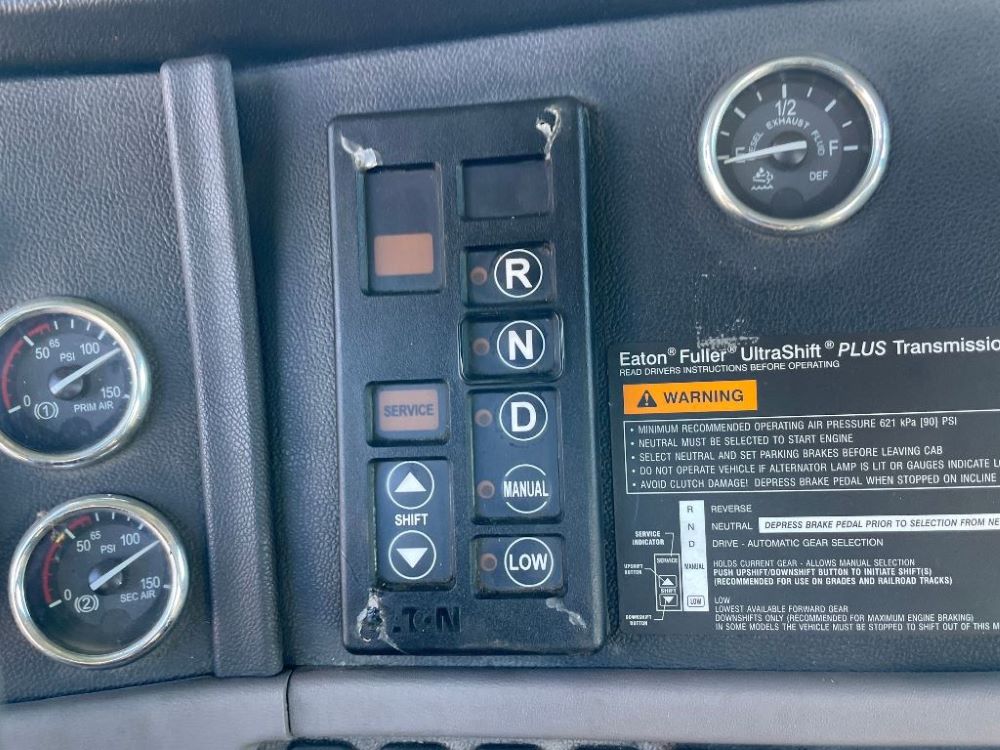 50 65 PSI 100
0 150
(1) PRIM AIR
50 65 PSI 100
0 150
(2) SEC AIR
R
N
D
MANUAL
LOW
SERVICE
SHIFT
1/2
E F
DIESEL EXHAUST FLUID
DEF
Eaton® Fuller® UltraShift® PLUS
READ DRIVERS INSTRUCTIONS BEFORE OPERATING
WARNING
• MINIMUM RECOMMENDED OPERATING AIR PRESSURE 621 kPa [90] PSI
• NEUTRAL MUST BE SELECTED TO START ENGINE
• SELECT NEUTRAL AND SET PARKING BRAKES BEFORE LEAVING CAB
• DO NOT OPERATE VEHICLE IF ALTERNATOR LAMP IS LIT OR GAUGES INDICATE
• AVOID CLUTCH DAMAGE! DEPRESS BRAKE PEDAL WHEN STOPPED ON INCLINE
R REVERSE
N NEUTRAL DEPRESS BRAKE PEDAL PRIOR TO SELECTION FROM
D DRIVE - AUTOMATIC GEAR SELECTION
MANUAL HOLDS CURRENT GEAR - ALLOWS MANUAL SELECTION
PUSH UPSHIFT/DOWNSHIFT BUTTON TO INITIATE SHIFT(S)
(RECOMMENDED FOR USE ON GRADES AND RAILROAD TRACKS)
LOW LOW
LOWEST AVAILABLE FORWARD GEAR
DOWNSHIFTS ONLY (RECOMMENDED FOR MAXIMUM ENGINE BRAKING)
IN SOME MODELS THE VEHICLE MUST BE STOPPED TO SHIFT OUT OF THIS
SERVICE
INDICATOR
SERVICE
UPSHIFT
BUTTON
SHIFT
DOWNSHIFT
BUTTON